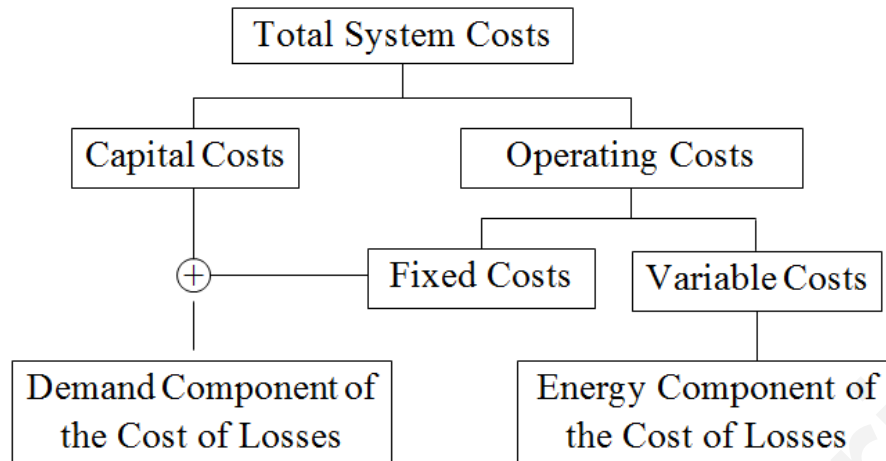 Total System Costs
Capital Costs
Operating Costs
Fixed Costs
Variable Costs
Demand Component of
the Cost of Losses
Energy Component of
the Cost of Losses